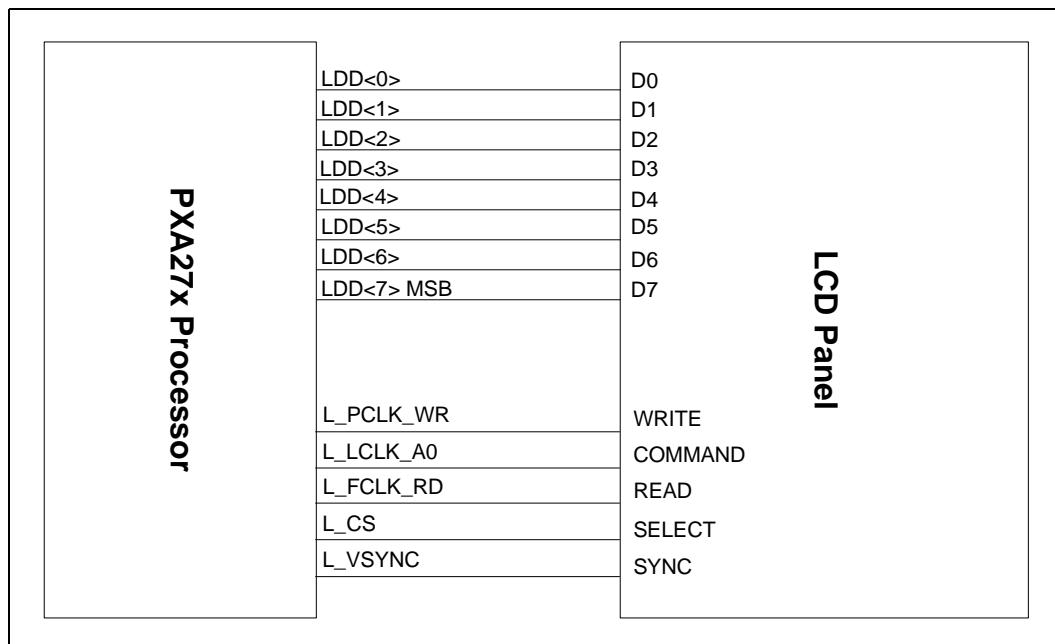 PXA27x Processor
LDD<0>
LDD<1>
LDD<2>
LDD<3>
LDD<4>
LDD<5>
LDD<6>
LDD<7> MSB
L_PCLK_WR
L_LCLK_A0
L_FCLK_RD
L_CS
L_VSYNC
D0
D1
D2
D3
D4
D5
D6
D7
WRITE
COMMAND
READ
SELECT
SYNC
LCD Panel